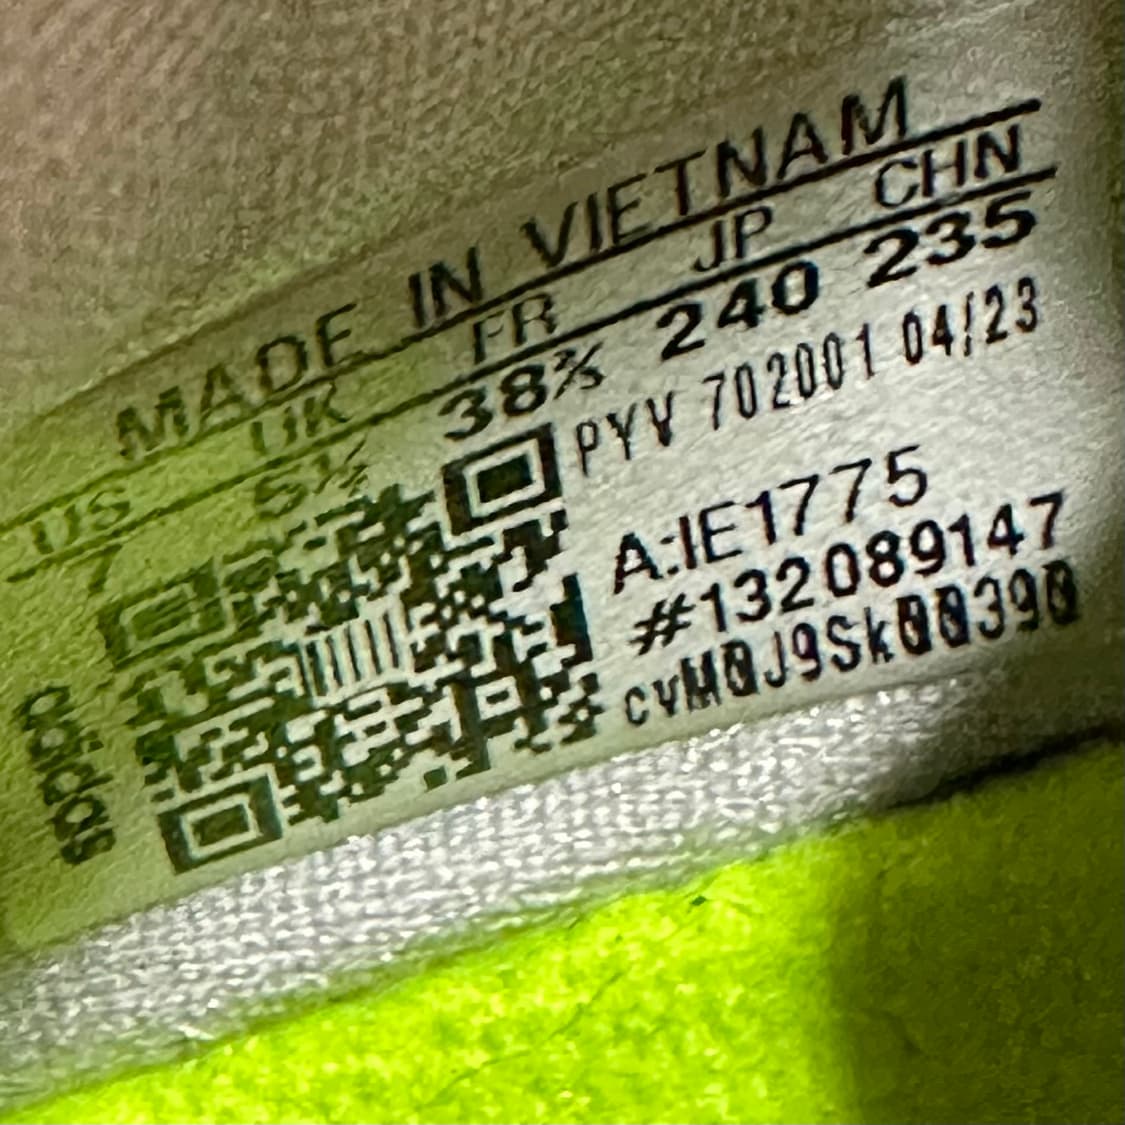 MADE IN VIETNAM
US UK FR JP CHN
7 5½ 38⅔ 240 235
PYV 702001 04/23
A:IE1775
#132089147
cvM0J9Sk00390
adidas